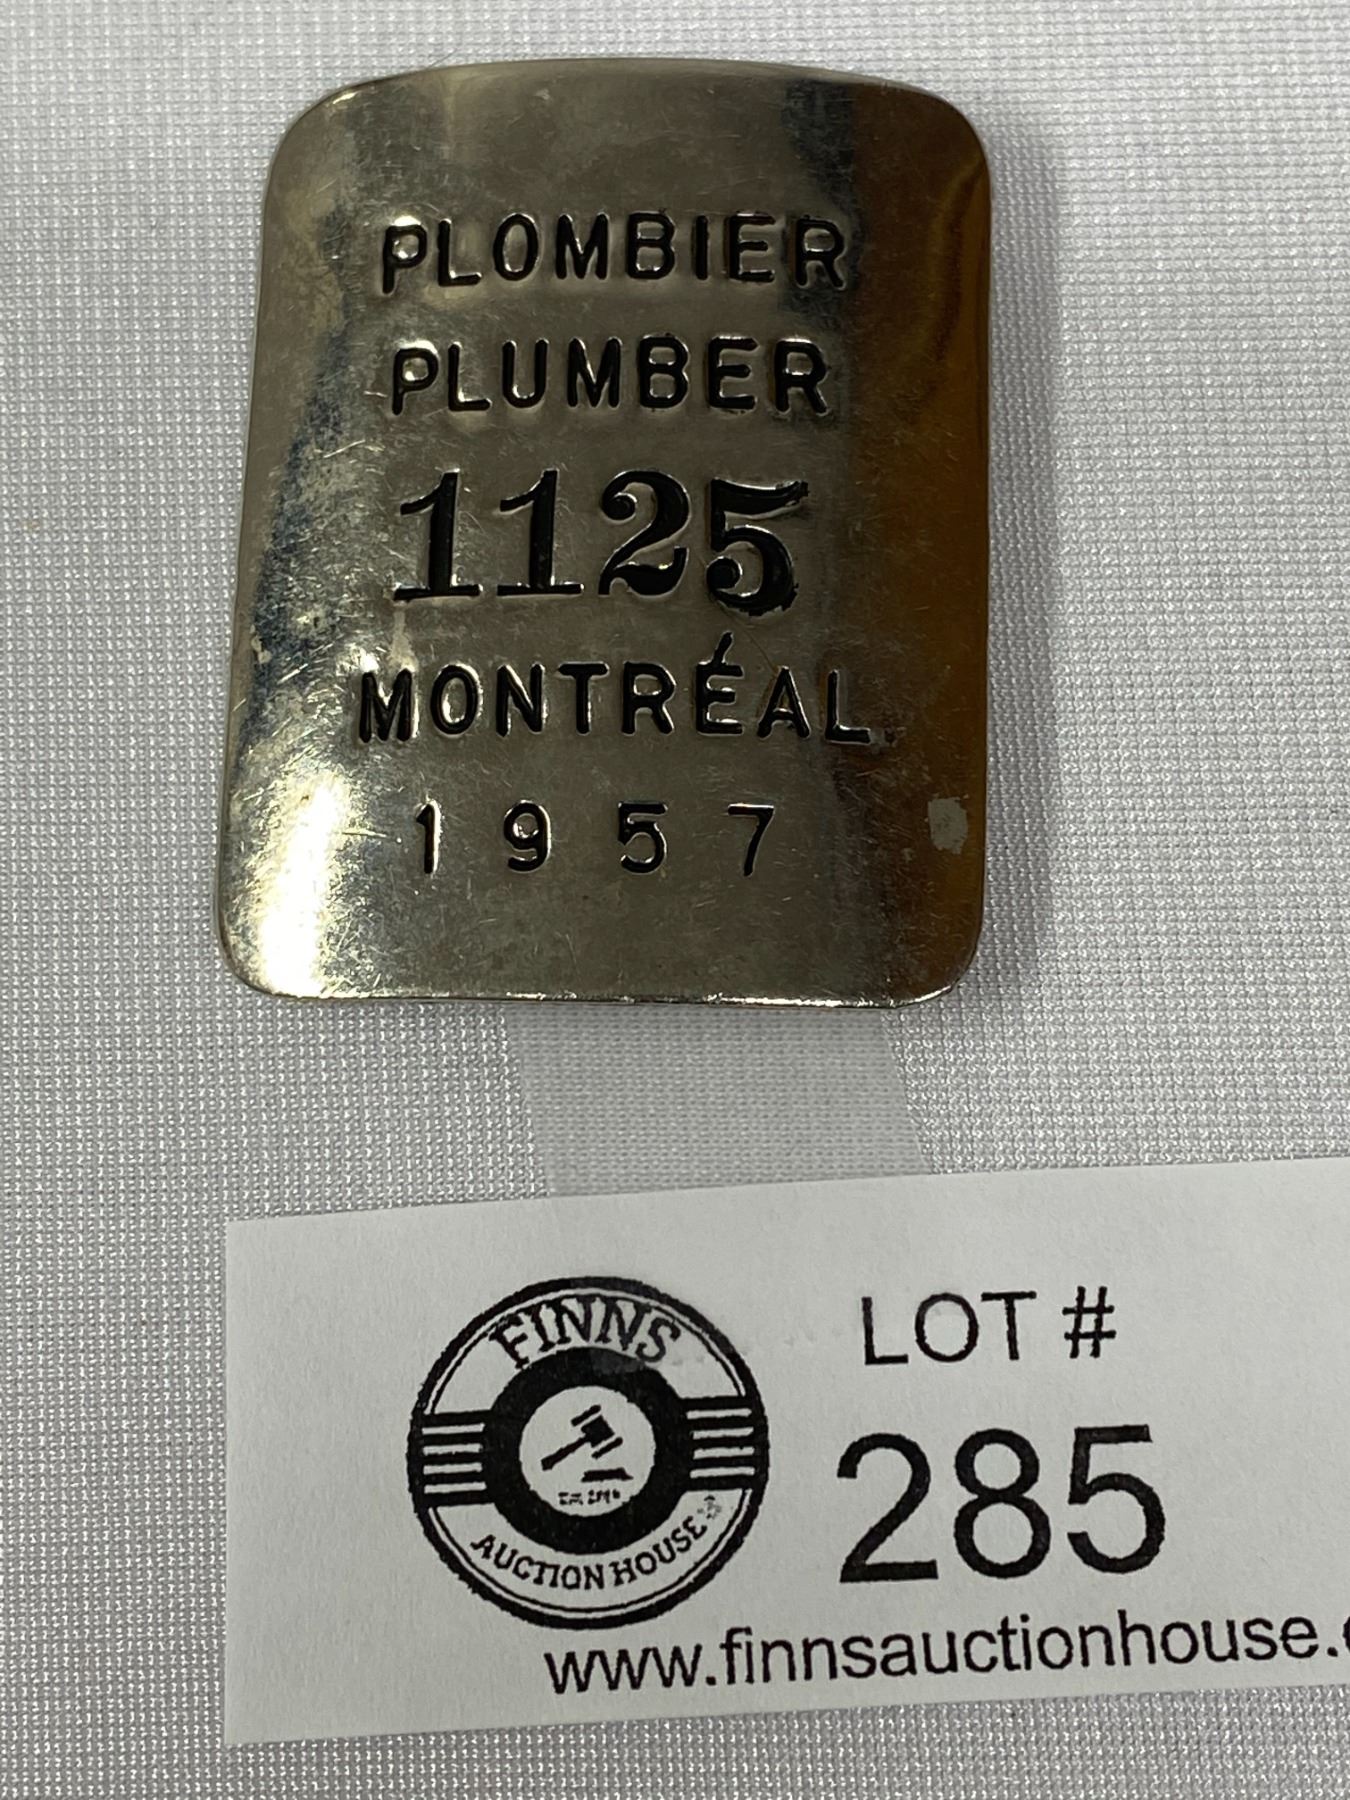 PLOMBIER
PLUMBER
1125
MONTRÉAL
1957
FINNS
AUCTION HOUSE
LOT #
285
www.finnsauctionhouse.